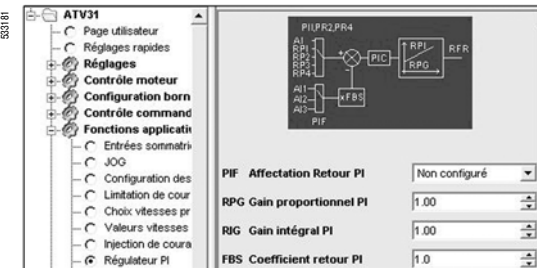 533181
ATV31
Page utilisateur
Réglages rapides
Réglages
Contrôle moteur
Configuration born
Contrôle command
Fonctions applicativ
Entrées sommatri
JOG
Configuration des
Limitation de cour
Choix vitesses pr
Valeurs vitesses
Injection de coura
Régulateur PI
PII,PR2,PR4
AI
RPI
RP2
RP3
RP4
+
-
PIC
RPI
RPG
RFR
AI1
AI2
AI3
xFBS
PIF
PIF Affectation Retour PI
Non configuré
RPG Gain proportionnel PI
1.00
RIG Gain intégral PI
1.00
FBS Coefficient retour PI
1.0